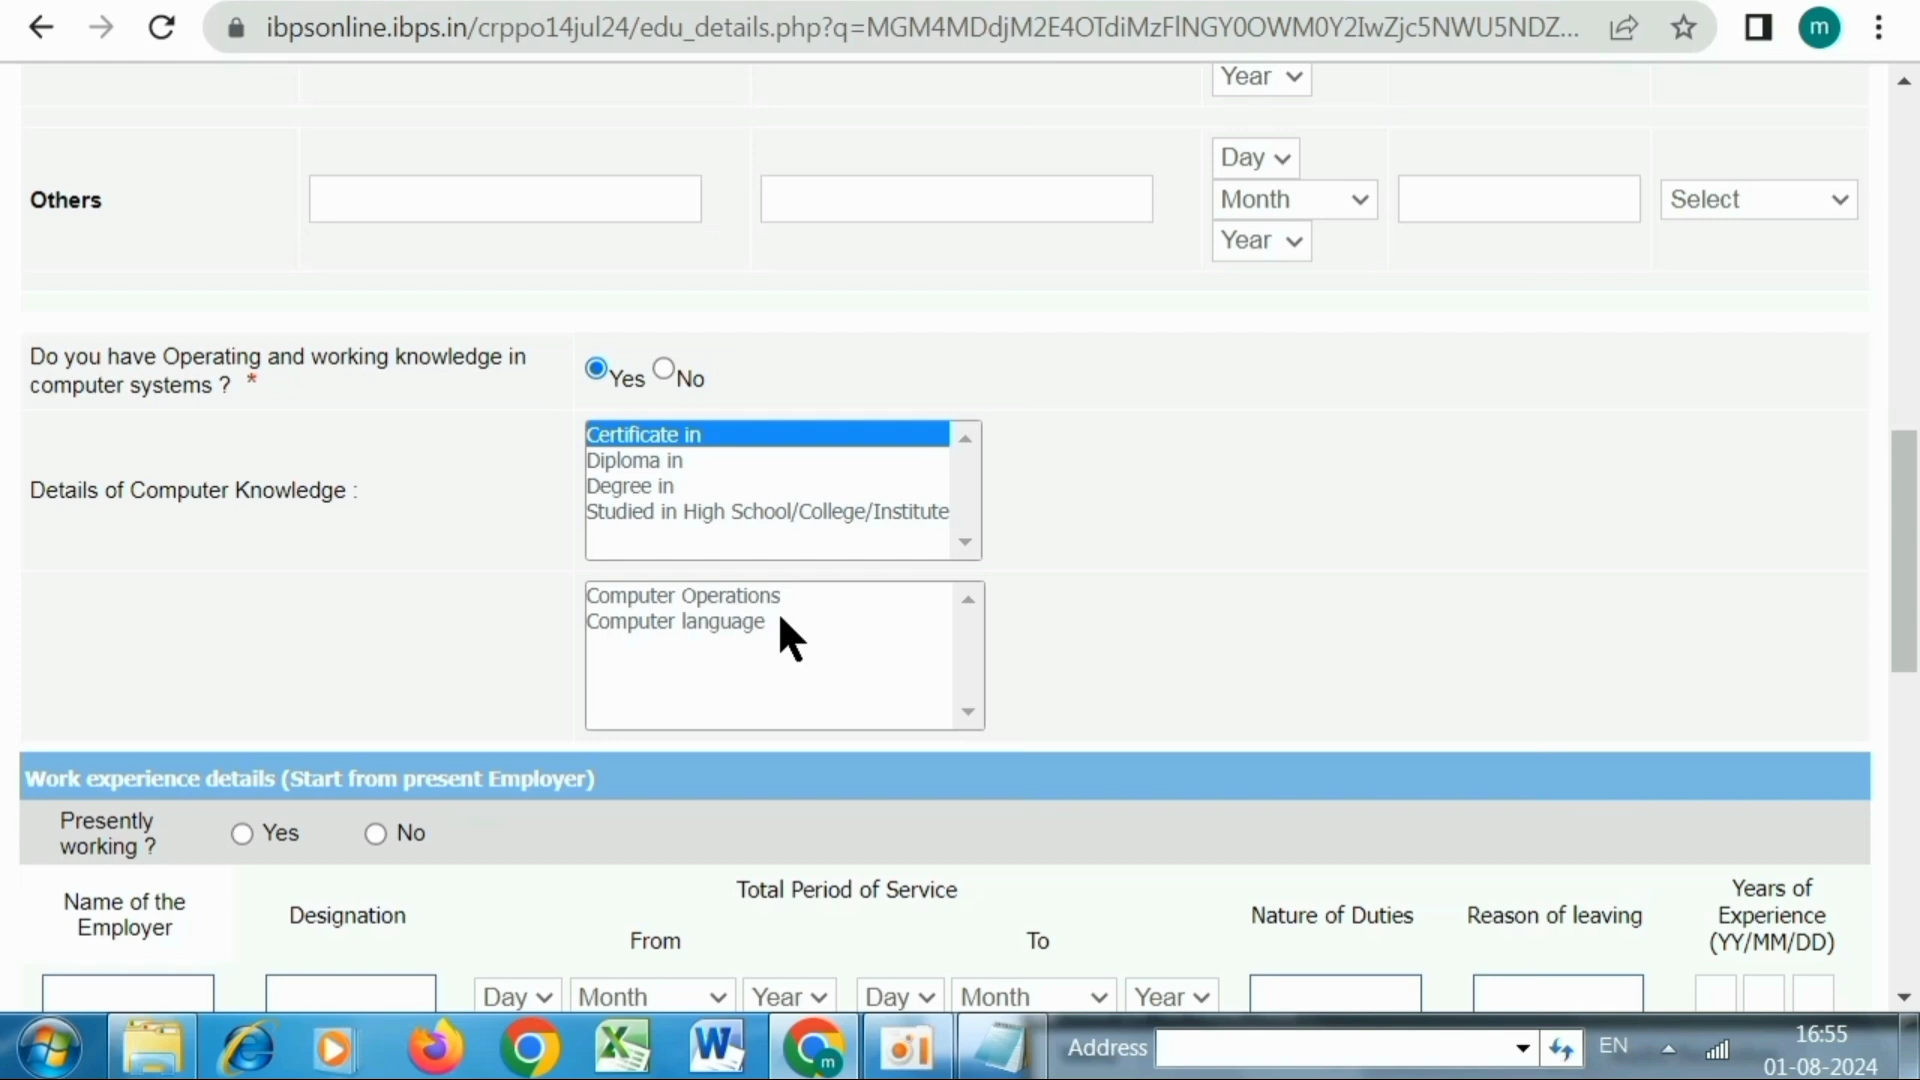 ibpsonline.ibps.in/crppo14jul24/edu_details.php?q=MGM4MDdjM2E4OTdiMzFlNGY0OWM0Y2IwZjc5NWU5NDZ...
m
Year
Others
Day
Month
Year
Select
Do you have Operating and working knowledge in
computer systems ? *
Yes No
Details of Computer Knowledge :
Certificate in
Diploma in
Degree in
Studied in High School/College/Institute
Computer Operations
Computer language
Work experience details (Start from present Employer)
Presently
working ?
Yes No
Name of the
Employer
Designation
Total Period of Service
From To
Nature of Duties
Reason of leaving
Years of
Experience
(YY/MM/DD)
Day Month Year Day Month Year
m
Address
EN
16:55
01-08-2024